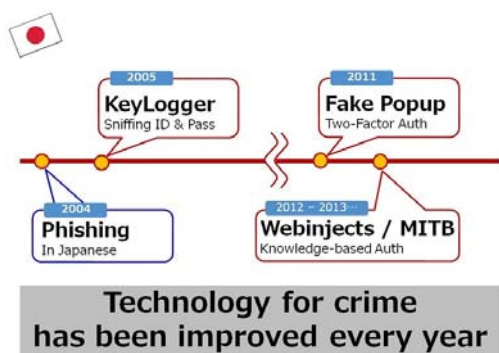 2005
KeyLogger
Sniffing ID & Pass
2011
Fake Popup
Two-Factor Auth
2004
Phishing
In Japanese
2012 – 2013…
Webinjects / MITB
Knowledge-based Auth
Technology for crime
has been improved every year